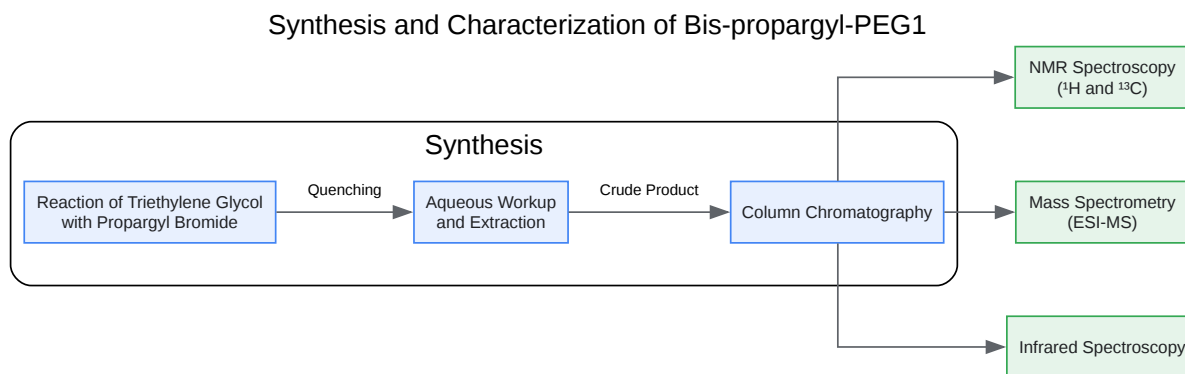 Synthesis and Characterization of Bis-propargyl-PEG1
NMR Spectroscopy
(¹H and ¹³C)
Synthesis
Reaction of Triethylene Glycol
with Propargyl Bromide
Quenching
Aqueous Workup
and Extraction
Crude Product
Column Chromatography
Mass Spectrometry
(ESI-MS)
Infrared Spectroscopy